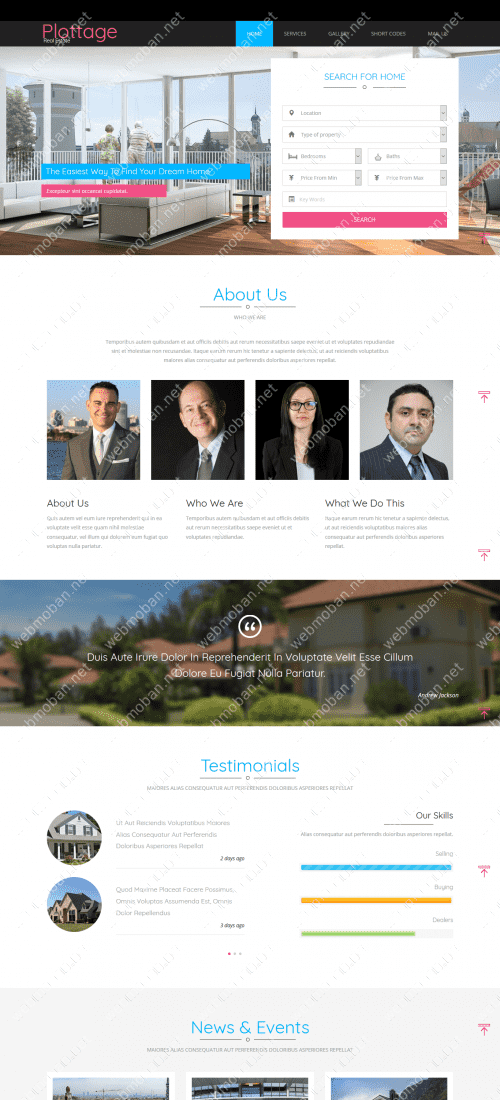 Plottage
Real Estate
HOME SERVICES GALLERY SHORT CODES MAIL US
SEARCH FOR HOME
Location
Type of property
Bedrooms Baths
Price From Min Price From Max
Key Words
SEARCH
The Easiest Way To Find Your Dream Home
Excepteur sint occaecat cupidatat.
About Us
WHO WE ARE
Temporibus autem quibusdam et aut officiis debitis aut rerum necessitatibus saepe eveniet ut et voluptates repudiandae
sint et molestiae non recusandae. Itaque earum rerum hic tenetur a sapiente delectus, ut aut reiciendis voluptatibus
maiores alias consequatur aut perferendis doloribus asperiores repellat.
About Us
Quis autem vel eum iure reprehenderit qui in ea
voluptate velit esse quam nihil molestiae
consequatur, vel illum qui dolorem eum fugiat quo
voluptas nulla pariatur.
Who We Are
Temporibus autem quibusdam et aut officiis debitis
aut rerum necessitatibus saepe eveniet ut et
voluptates repudiandae.
What We Do This
Itaque earum rerum hic tenetur a sapiente delectus,
ut aut reiciendis voluptatibus maiores alias
consequatur aut perferendis doloribus asperiores
repellat.
Duis Aute Irure Dolor In Reprehenderit In Voluptate Velit Esse Cillum
Dolore Eu Fugiat Nulla Pariatur.
Andrew Jackson
Testimonials
MAIORES ALIAS CONSEQUATUR AUT PERFERENDIS DOLORIBUS ASPERIORES REPELLAT
Ut Aut Reiciendis Voluptatibus Maiores
Alias Consequatur Aut Perferendis
Doloribus Asperiores Repellat
2 days ago
Quod Maxime Placeat Facere Possimus,
Omnis Voluptas Assumenda Est, Omnis
Dolor Repellendus
3 days ago
Our Skills
Alias consequatur aut perferendis doloribus asperiores repellat.
Selling
Buying
Dealers
News & Events
MAIORES ALIAS CONSEQUATUR AUT PERFERENDIS DOLORIBUS ASPERIORES REPELLAT
webmoban.net